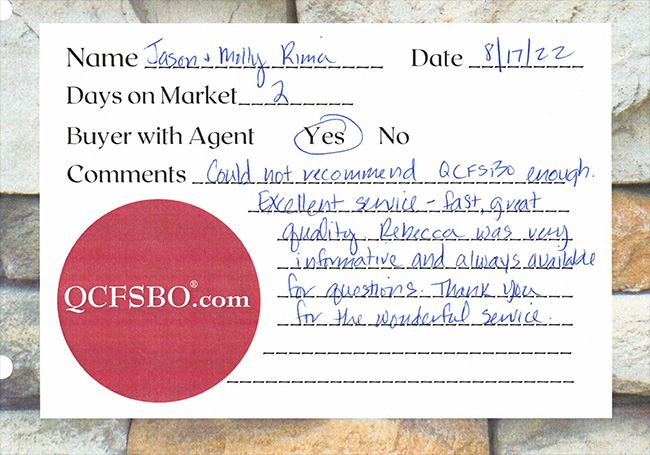 Name Jason & Molly Rima Date 8/17/22
Days on Market 2
Buyer with Agent Yes No
Comments Could not recommend QCFSBO enough.
Excellent service - fast, great
quality. Rebecca was very
informative and always available
for questions. Thank you
for the wonderful service.
QCFSBO.com®